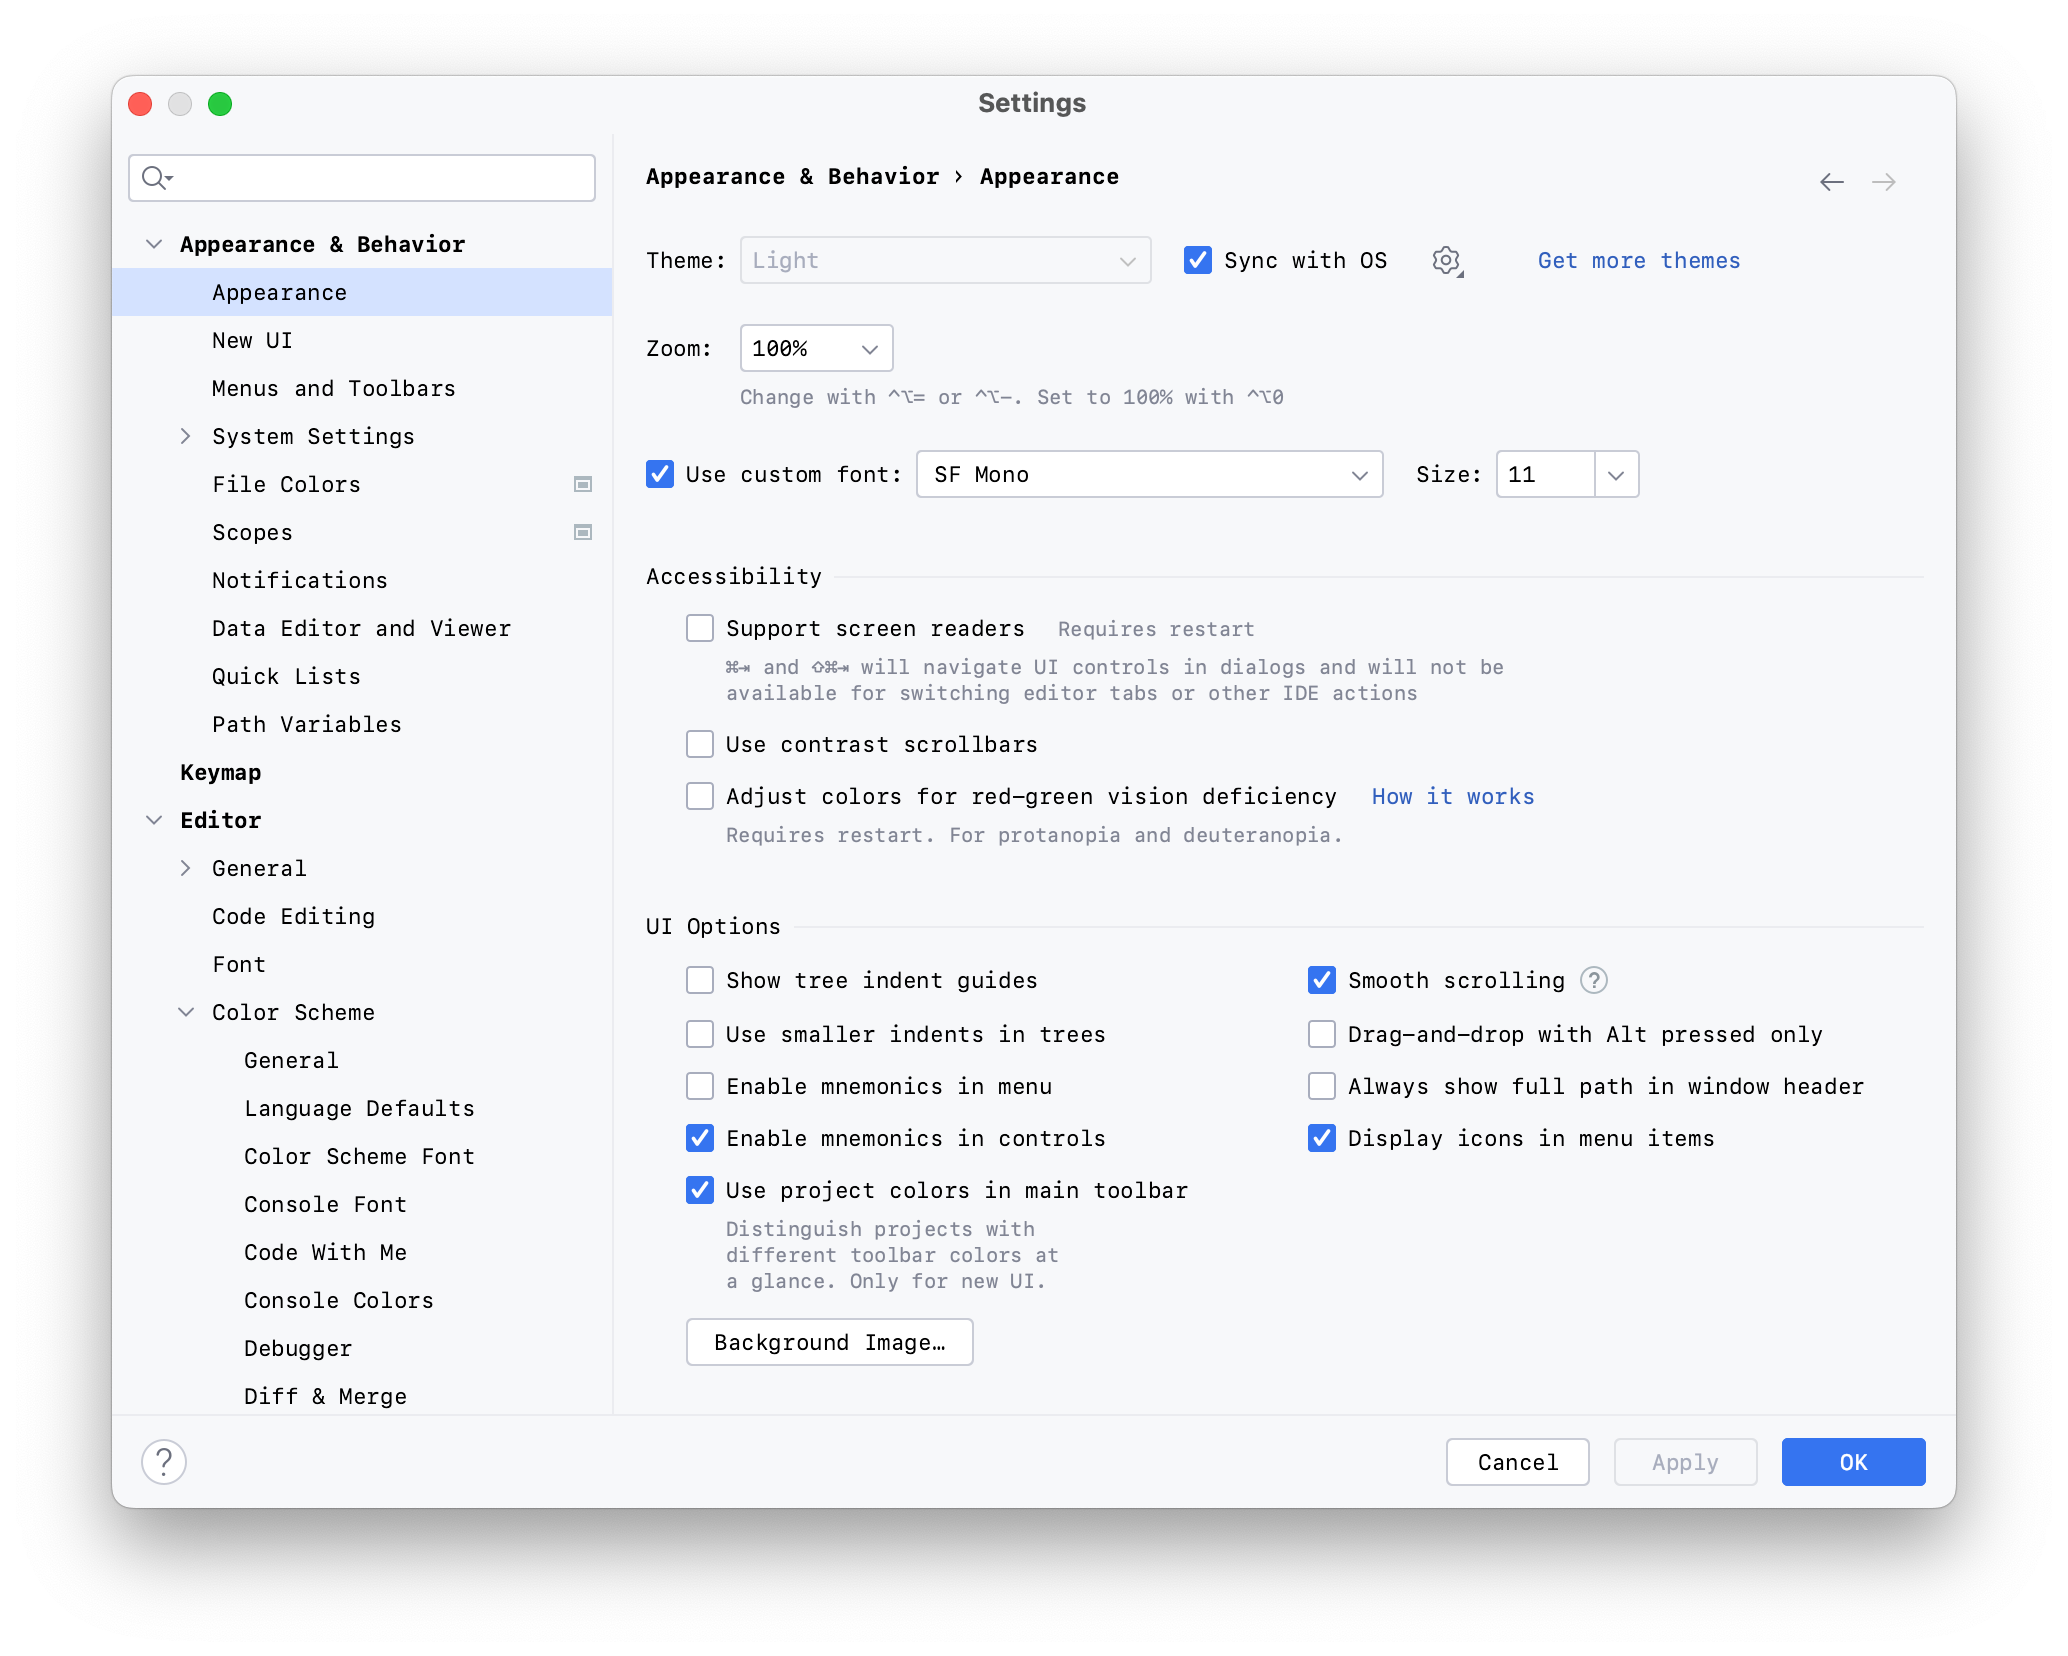 Settings
Appearance & Behavior
Appearance
New UI
Menus and Toolbars
System Settings
File Colors
Scopes
Notifications
Data Editor and Viewer
Quick Lists
Path Variables
Keymap
Editor
General
Code Editing
Font
Color Scheme
General
Language Defaults
Color Scheme Font
Console Font
Code With Me
Console Colors
Debugger
Diff & Merge
Appearance & Behavior › Appearance
Theme: Light Sync with OS Get more themes
Zoom: 100%
Change with ^⌥= or ^⌥-. Set to 100% with ^⌥0
Use custom font: SF Mono Size: 11
Accessibility
Support screen readers Requires restart
⌘⇥ and ⇧⌘⇥ will navigate UI controls in dialogs and will not be
available for switching editor tabs or other IDE actions
Use contrast scrollbars
Adjust colors for red-green vision deficiency How it works
Requires restart. For protanopia and deuteranopia.
UI Options
Show tree indent guides Smooth scrolling ?
Use smaller indents in trees Drag-and-drop with Alt pressed only
Enable mnemonics in menu Always show full path in window header
Enable mnemonics in controls Display icons in menu items
Use project colors in main toolbar
Distinguish projects with
different toolbar colors at
a glance. Only for new UI.
Background Image…
? Cancel Apply OK